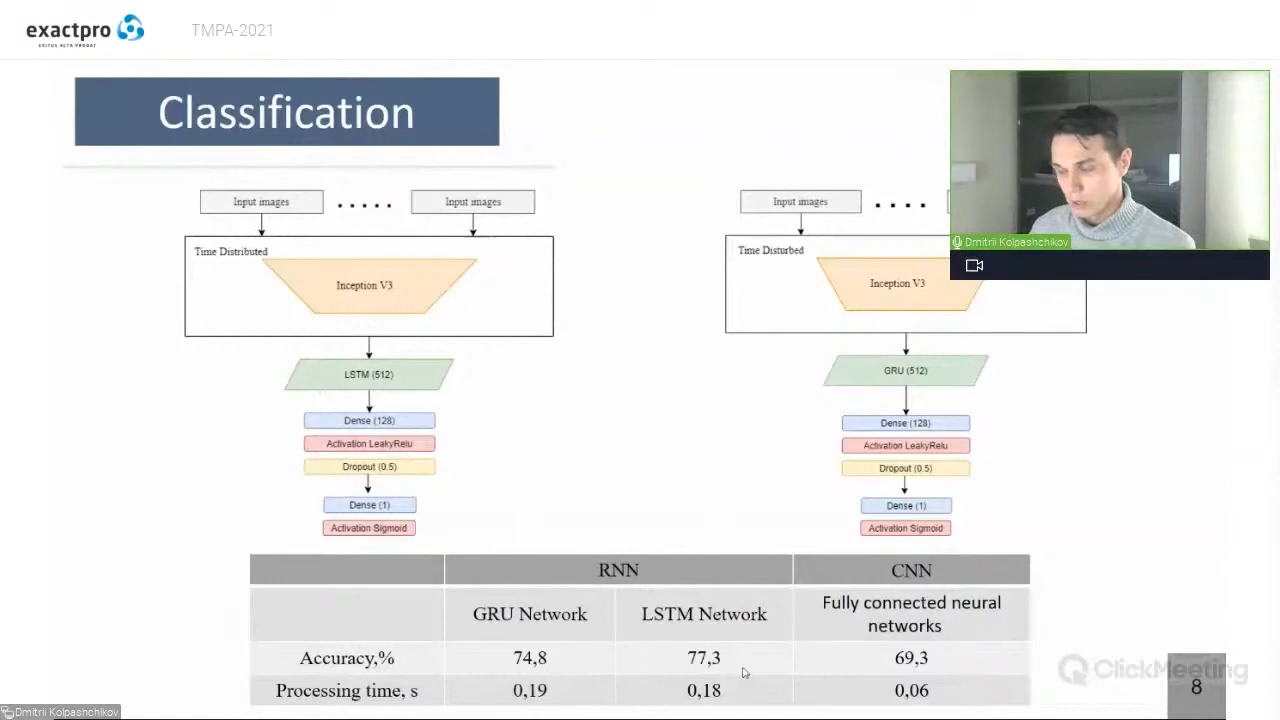 exactpro
EXITUS ACTA PROBAT
TMPA-2021
Classification
Input images ..... Input images
Time Distributed
Inception V3
LSTM (512)
Dense (128)
Activation LeakyRelu
Dropout (0.5)
Dense (1)
Activation Sigmoid
Input images ....
Time Disturbed
Inception V3
GRU (512)
Dense (128)
Activation LeakyRelu
Dropout (0.5)
Dense (1)
Activation Sigmoid
Dmitrii Kolpashchikov
RNN CNN
GRU Network LSTM Network Fully connected neural
networks
Accuracy,% 74,8 77,3 69,3
Processing time, s 0,19 0,18 0,06
ClickMeeting
8
Dmitrii Kolpashchikov